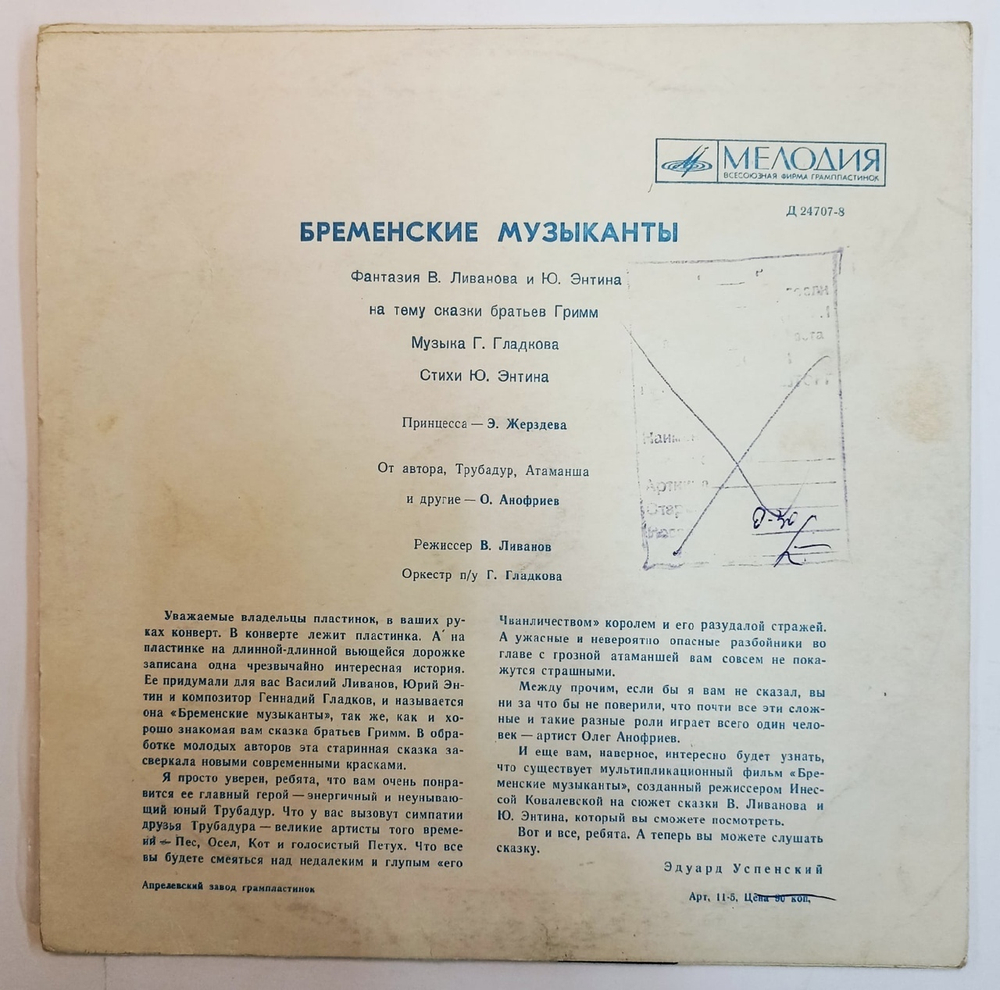 МЕЛОДИЯ
ВСЕСОЮЗНАЯ ФИРМА ГРАМПЛАСТИНОК
Д 24707-8
БРЕМЕНСКИЕ МУЗЫКАНТЫ
Фантазия В. Ливанова и Ю. Энтина
на тему сказки братьев Гримм
Музыка Г. Гладкова
Стихи Ю. Энтина
Принцесса — Э. Жерздева
От автора, Трубадур, Атаманша
и другие — О. Анофриев
Режиссер В. Ливанов
Оркестр п/у Г. Гладкова
Уважаемые владельцы пластинок, в ваших ру-
ках конверт. В конверте лежит пластинка. А на
пластинке на длинной-длинной вьющейся дорожке
записана одна чрезвычайно интересная история.
Ее придумали для вас Василий Ливанов, Юрий Эн-
тин и композитор Геннадий Гладков, и называется
она «Бременские музыканты», так же, как и хо-
рошо знакомая вам сказка братьев Гримм. В обра-
ботке молодых авторов эта старинная сказка за-
сверкала новыми современными красками.
Я просто уверен, ребята, что вам очень понра-
вится ее главный герой — энергичный и неунываю-
щий юный Трубадур. Что у вас вызовут симпатии
друзья Трубадура — великие артисты того време-
ни — Пес, Осел, Кот и голосистый Петух. Что все
вы будете смеяться над недалеким и глупым «его
Чванличеством» королем и его разудалой стражей.
А ужасные и невероятно опасные разбойники во
главе с грозной атаманшей вам совсем не пока-
жутся страшными.
Между прочим, если бы я вам не сказал, вы
ни за что бы не поверили, что почти все эти слож-
ные и такие разные роли играет всего один чело-
век — артист Олег Анофриев.
И еще вам, наверное, интересно будет узнать,
что существует мультипликационный фильм «Бре-
менские музыканты», созданный режиссером Инес-
сой Ковалевской на сюжет сказки В. Ливанова и
Ю. Энтина, который вы сможете посмотреть.
Вот и все, ребята. А теперь вы можете слушать
сказку.
Эдуард Успенский
Апрелевский завод грампластинок
Арт. 11-5. Цена 90 коп.